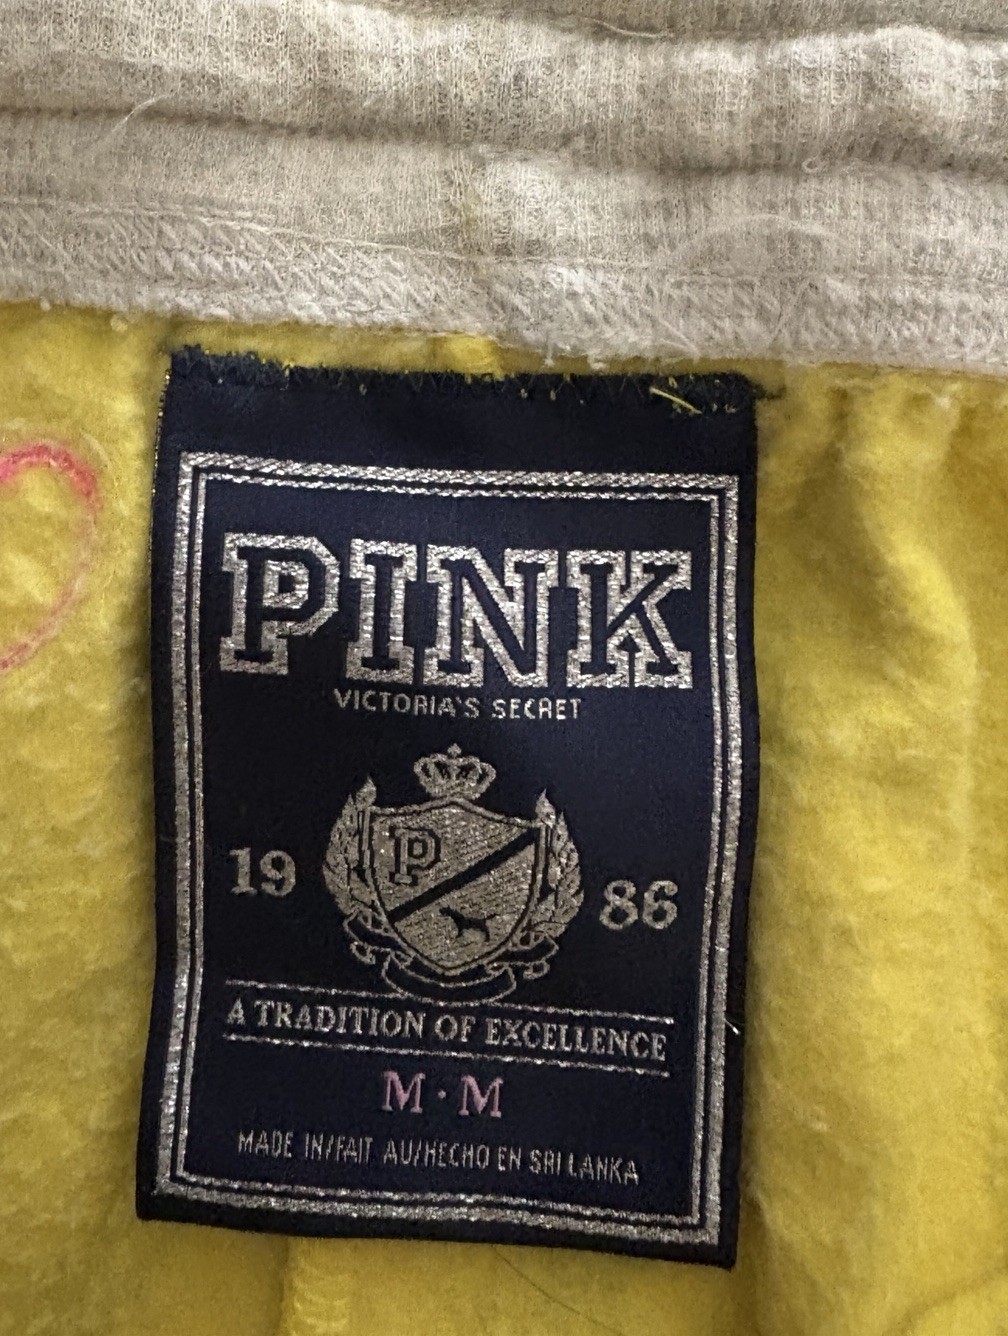 PINK
VICTORIA'S SECRET
P
19 86
A TRADITION OF EXCELLENCE
M · M
MADE IN/FAIT AU/HECHO EN SRI LANKA